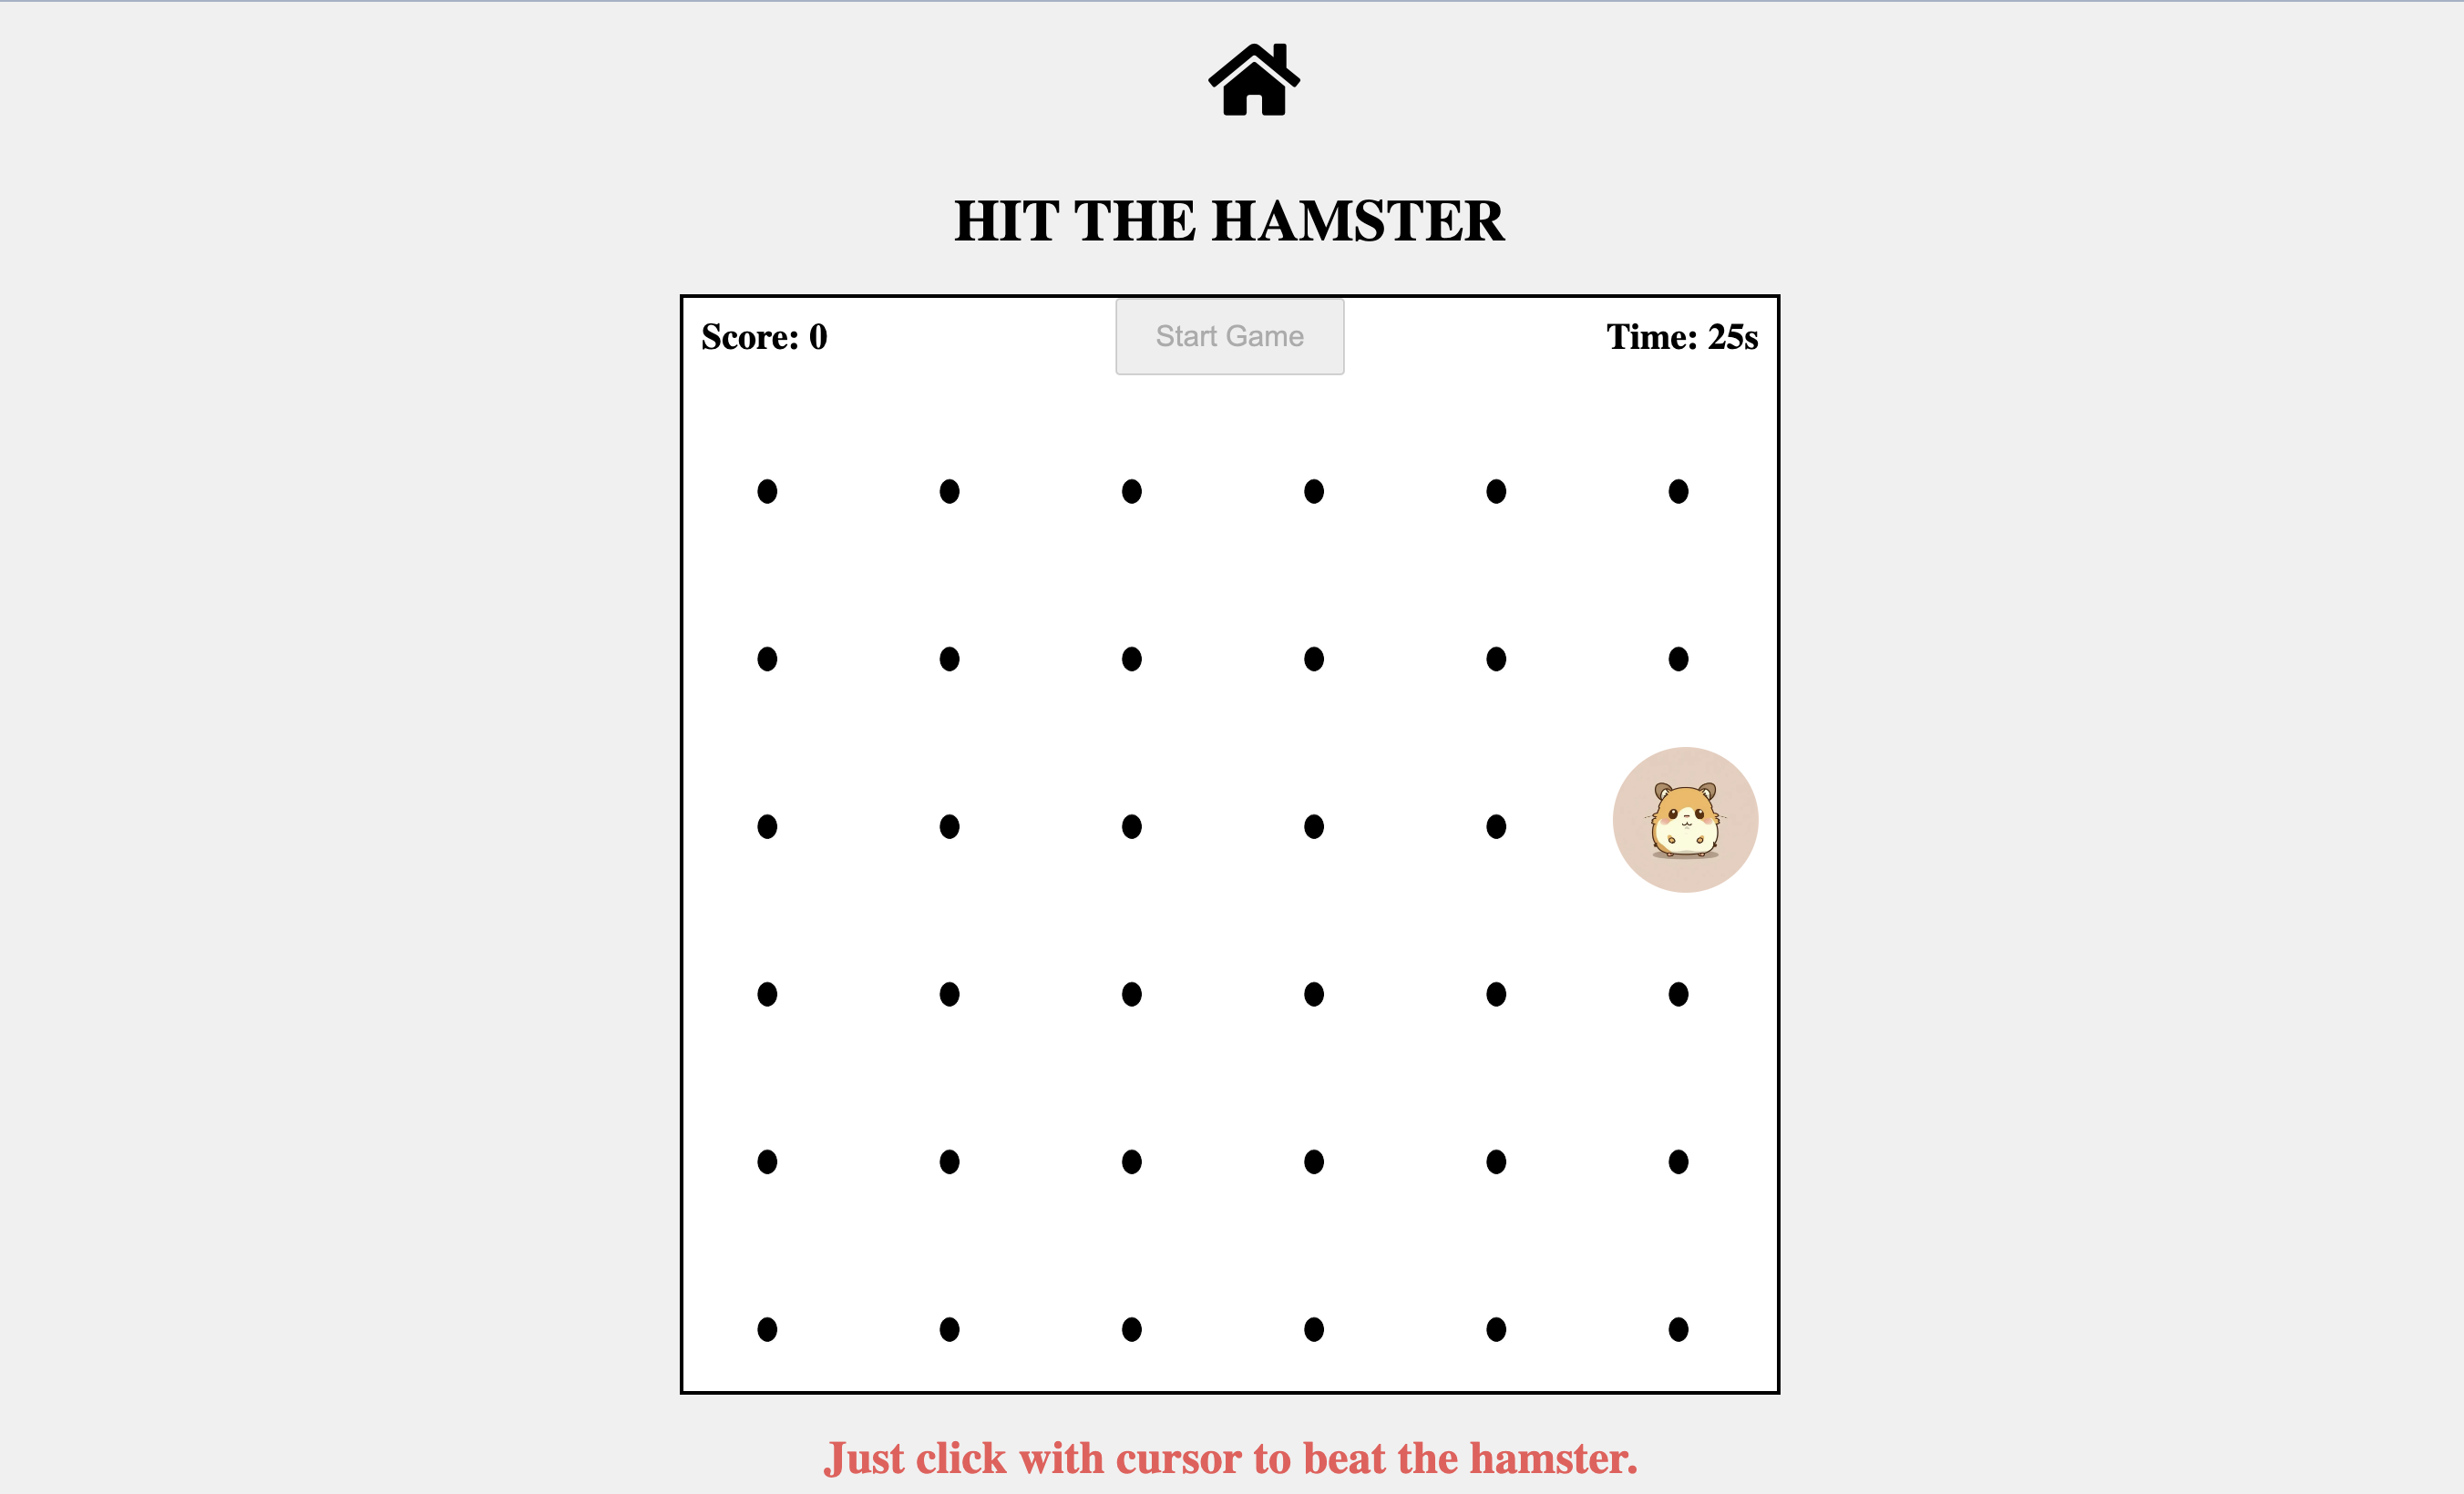 HIT THE HAMSTER
Score: 0
Start Game
Time: 25s
Just click with cursor to beat the hamster.